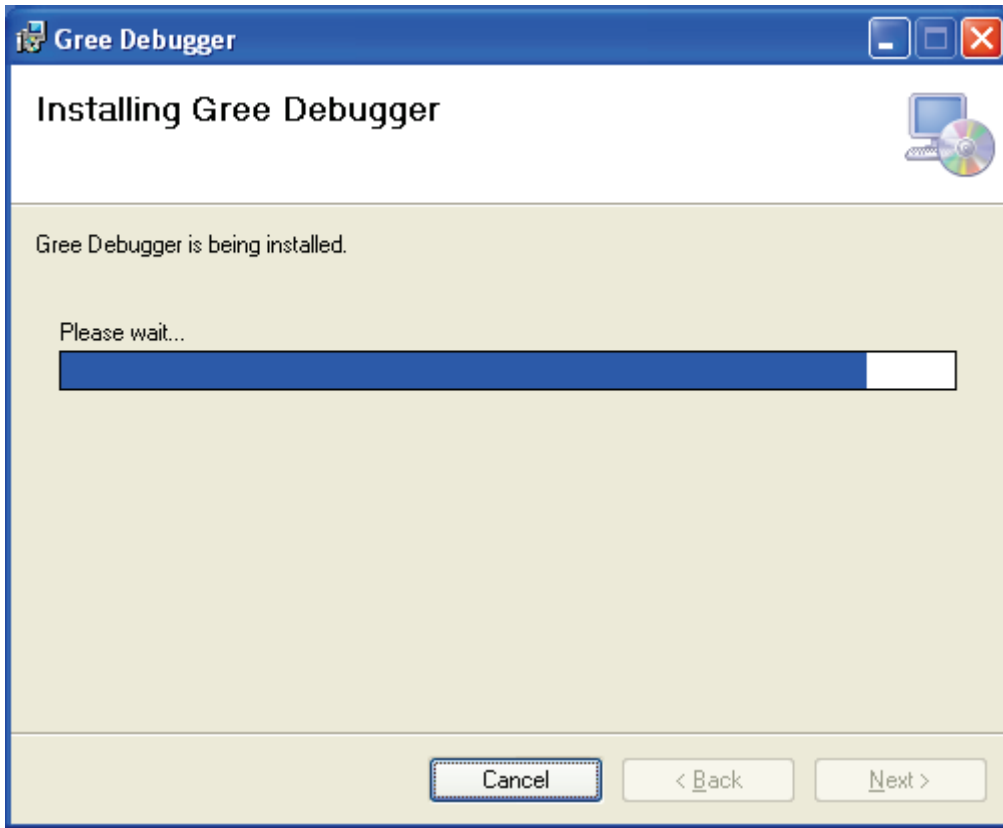 Gree Debugger
Installing Gree Debugger
Gree Debugger is being installed.
Please wait...
Cancel
< Back
Next >